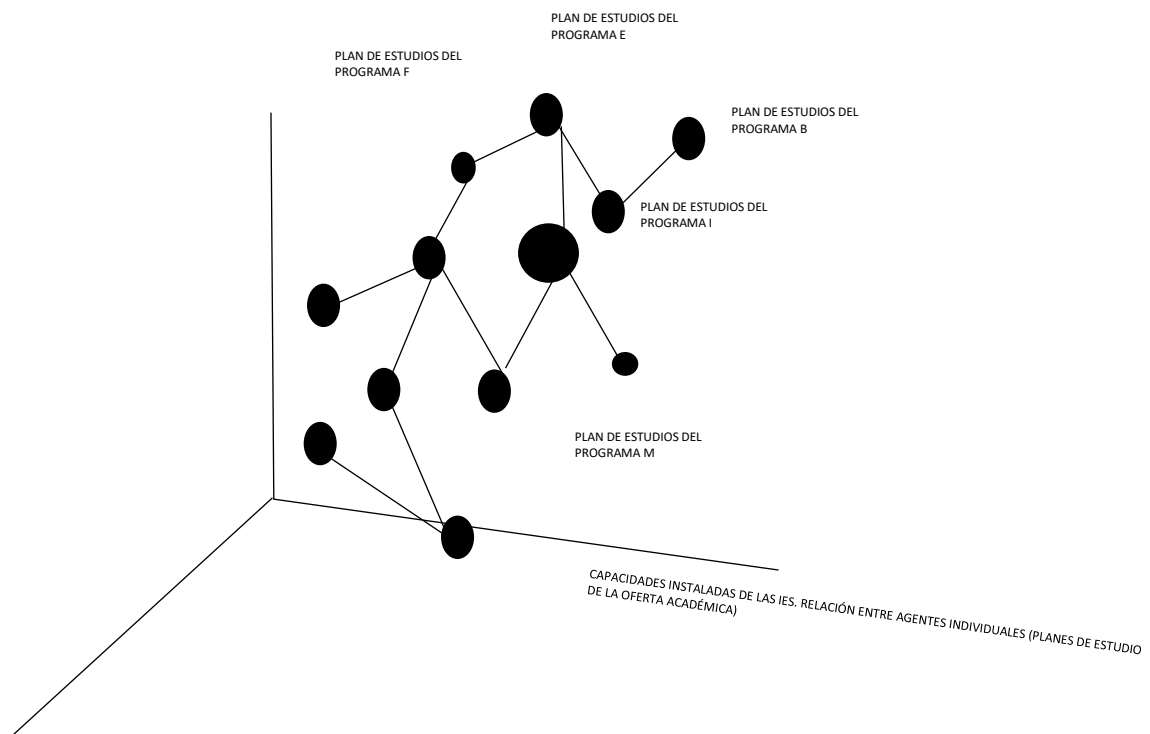 PLAN DE ESTUDIOS DEL
PROGRAMA E
PLAN DE ESTUDIOS DEL
PROGRAMA F
PLAN DE ESTUDIOS DEL
PROGRAMA B
PLAN DE ESTUDIOS DEL
PROGRAMA I
PLAN DE ESTUDIOS DEL
PROGRAMA M
CAPACIDADES INSTALADAS DE LAS IES. RELACIÓN ENTRE AGENTES INDIVIDUALES (PLANES DE ESTUDIO
DE LA OFERTA ACADÉMICA)